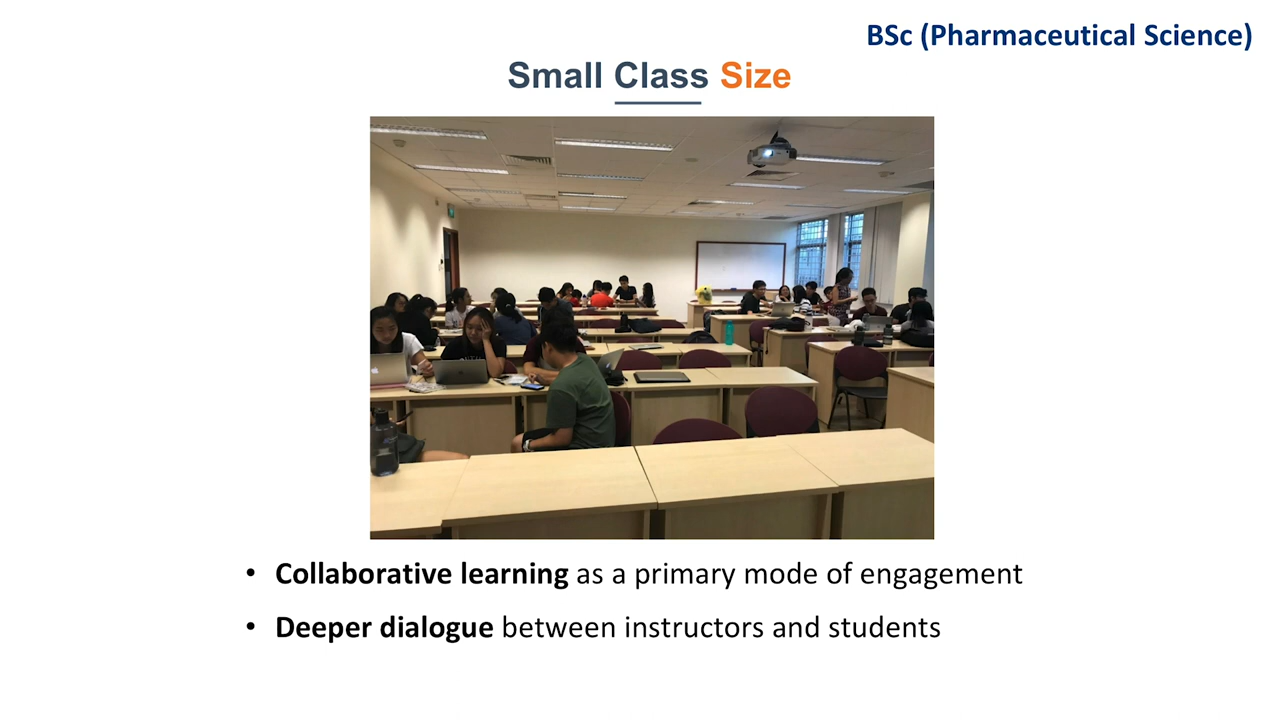 BSc (Pharmaceutical Science)
Small Class Size
• Collaborative learning as a primary mode of engagement
• Deeper dialogue between instructors and students